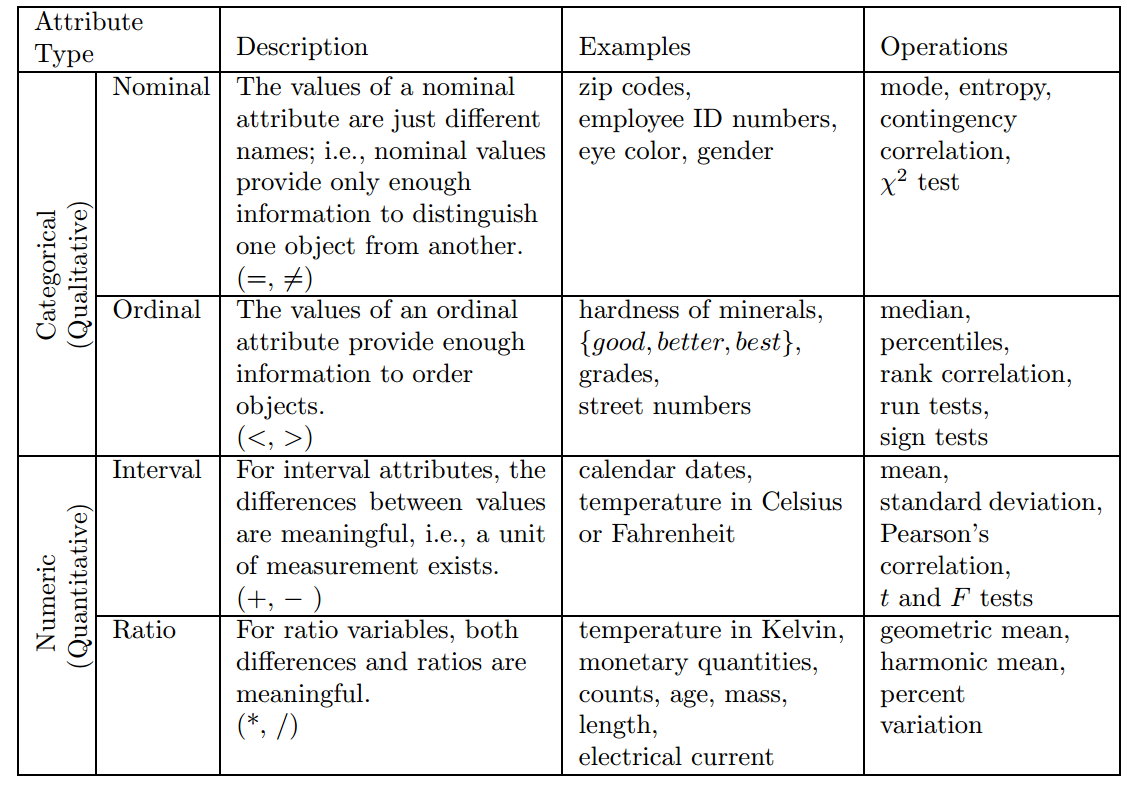 Attribute
Type
Description
Examples
Operations
Categorical
(Qualitative)
Nominal
The values of a nominal
attribute are just different
names; i.e., nominal values
provide only enough
information to distinguish
one object from another.
(=, ≠)
zip codes,
employee ID numbers,
eye color, gender
mode, entropy,
contingency
correlation,
χ² test
Ordinal
The values of an ordinal
attribute provide enough
information to order
objects.
(<, >)
hardness of minerals,
{good, better, best},
grades,
street numbers
median,
percentiles,
rank correlation,
run tests,
sign tests
Numeric
(Quantitative)
Interval
For interval attributes, the
differences between values
are meaningful, i.e., a unit
of measurement exists.
(+, − )
calendar dates,
temperature in Celsius
or Fahrenheit
mean,
standard deviation,
Pearson's
correlation,
t and F tests
Ratio
For ratio variables, both
differences and ratios are
meaningful.
(*, /)
temperature in Kelvin,
monetary quantities,
counts, age, mass,
length,
electrical current
geometric mean,
harmonic mean,
percent
variation